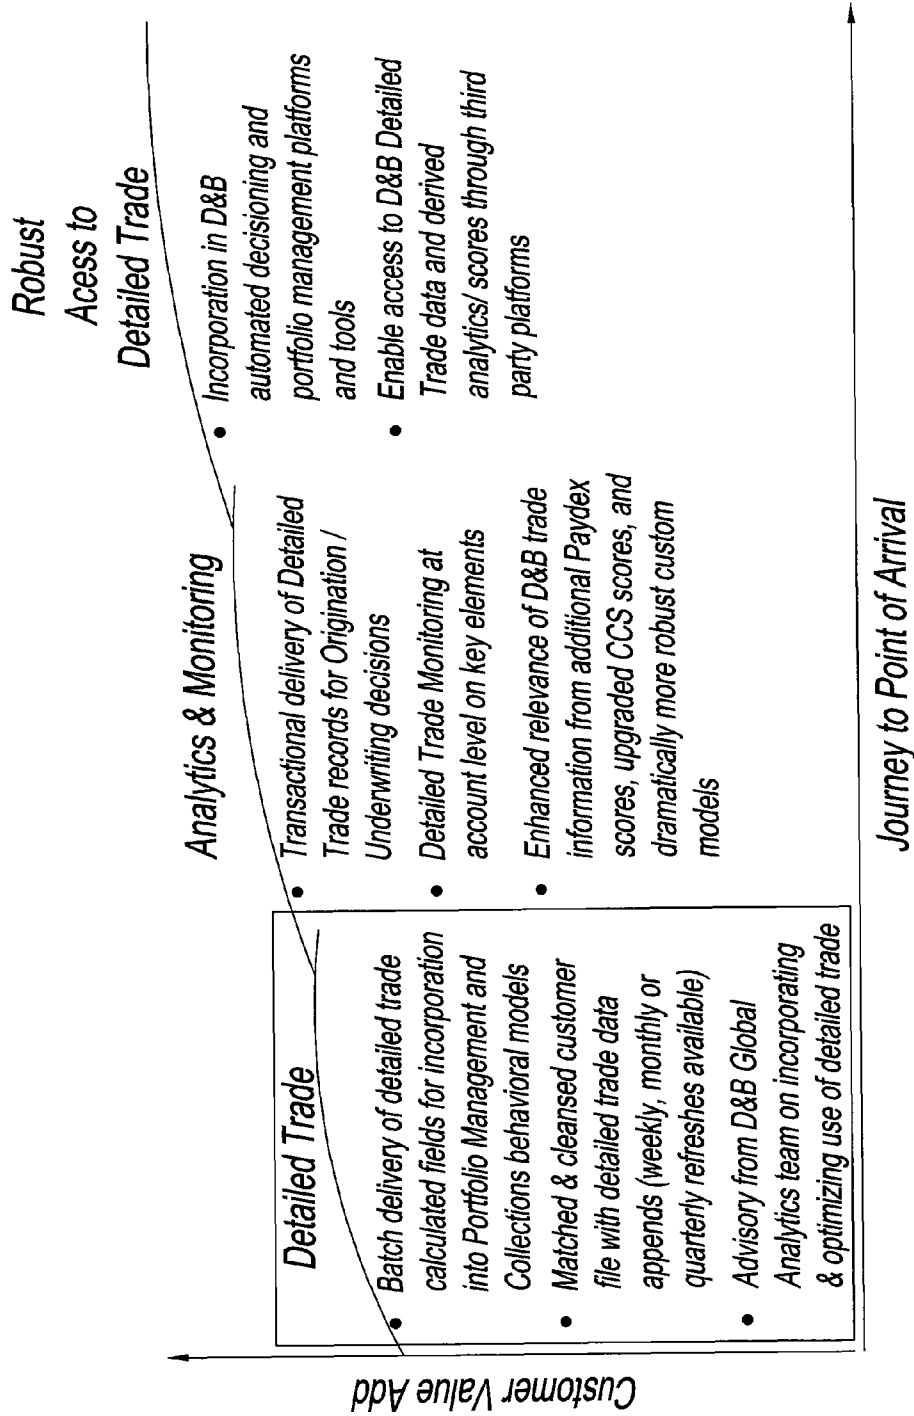 Robust
Acess to
Detailed Trade
• Incorporation in D&B
automated decisioning and
portfolio management platforms
and tools
• Enable access to D&B Detailed
Trade data and derived
analytics/ scores through third
party platforms
Analytics & Monitoring
• Transactional delivery of Detailed
Trade records for Origination /
Underwriting decisions
• Detailed Trade Monitoring at
account level on key elements
• Enhanced relevance of D&B trade
information from additional Paydex
scores, upgraded CCS scores, and
dramatically more robust custom
models
Detailed Trade
• Batch delivery of detailed trade
calculated fields for incorporation
into Portfolio Management and
Collections behavioral models
• Matched & cleansed customer
file with detailed trade data
appends (weekly, monthly or
quarterly refreshes available)
• Advisory from D&B Global
Analytics team on incorporating
& optimizing use of detailed trade
Customer Value Add
Journey to Point of Arrival